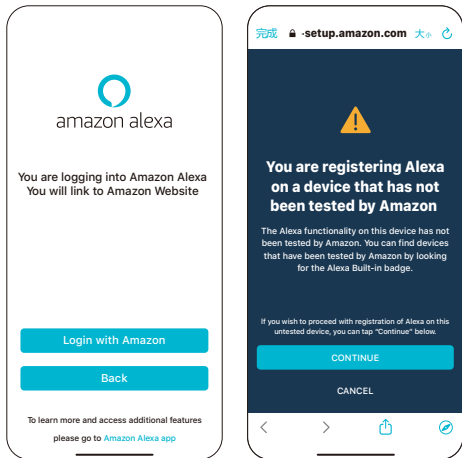 amazon alexa
You are logging into Amazon Alexa
You will link to Amazon Website
Login with Amazon
Back
To learn more and access additional features
please go to Amazon Alexa app
完成 -setup.amazon.com 大小
You are registering Alexa
on a device that has not
been tested by Amazon
The Alexa functionality on this device has not
been tested by Amazon. You can find devices
that have been tested by Amazon by looking
for the Alexa Built-in badge.
If you wish to proceed with registration of Alexa on this
untested device, you can tap “Continue” below.
CONTINUE
CANCEL